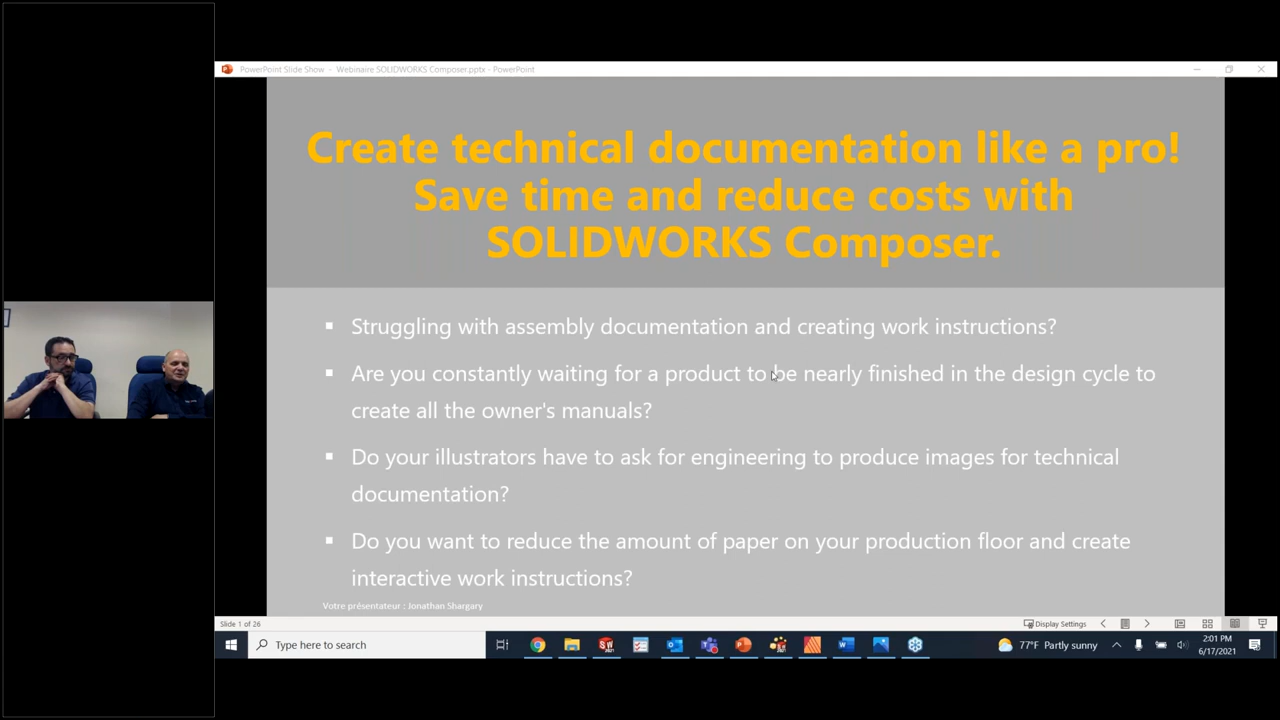 PowerPoint Slide Show - Webinaire SOLIDWORKS Composer.pptx - PowerPoint
Create technical documentation like a pro!
Save time and reduce costs with
SOLIDWORKS Composer.
Struggling with assembly documentation and creating work instructions?
Are you constantly waiting for a product to be nearly finished in the design cycle to
create all the owner's manuals?
Do your illustrators have to ask for engineering to produce images for technical
documentation?
Do you want to reduce the amount of paper on your production floor and create
interactive work instructions?
Votre présentateur : Jonathan Shargary
Slide 1 of 26
Display Settings
Type here to search
77°F Partly sunny
2:01 PM
6/17/2021